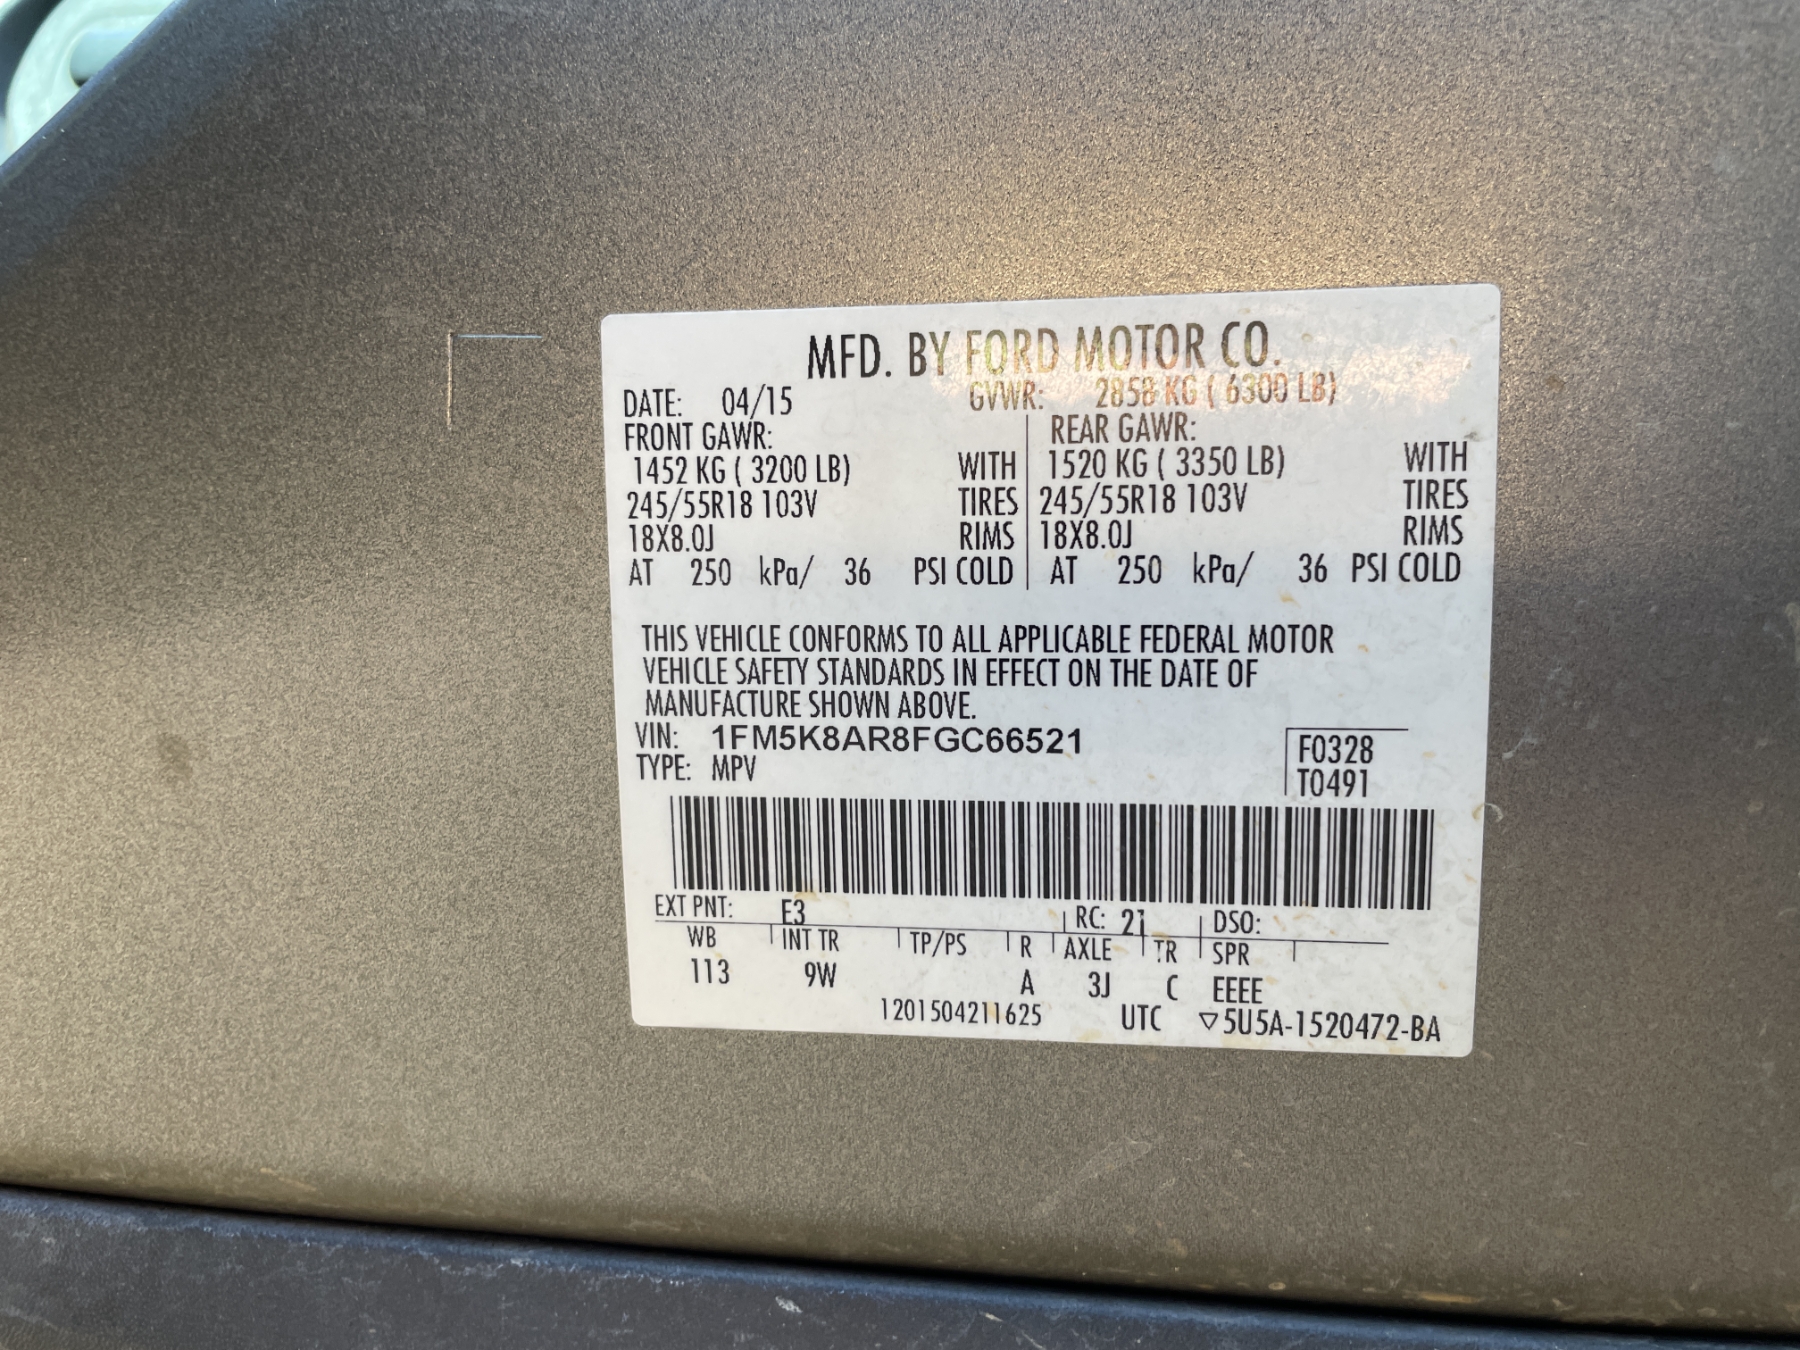 MFD. BY FORD MOTOR CO.
DATE: 04/15 GVWR: 2858 KG ( 6300 LB)
FRONT GAWR: REAR GAWR:
1452 KG ( 3200 LB) WITH 1520 KG ( 3350 LB) WITH
245/55R18 103V TIRES 245/55R18 103V TIRES
18X8.0J RIMS 18X8.0J RIMS
AT 250 kPa/ 36 PSI COLD AT 250 kPa/ 36 PSI COLD
THIS VEHICLE CONFORMS TO ALL APPLICABLE FEDERAL MOTOR
VEHICLE SAFETY STANDARDS IN EFFECT ON THE DATE OF
MANUFACTURE SHOWN ABOVE.
VIN: 1FM5K8AR8FGC66521 F0328
TYPE: MPV T0491
EXT PNT: E3 RC: 21 DSO:
WB INT TR TP/PS R AXLE TR SPR
113 9W A 3J C EEEE
1201504211625 UTC ▽5U5A-1520472-BA